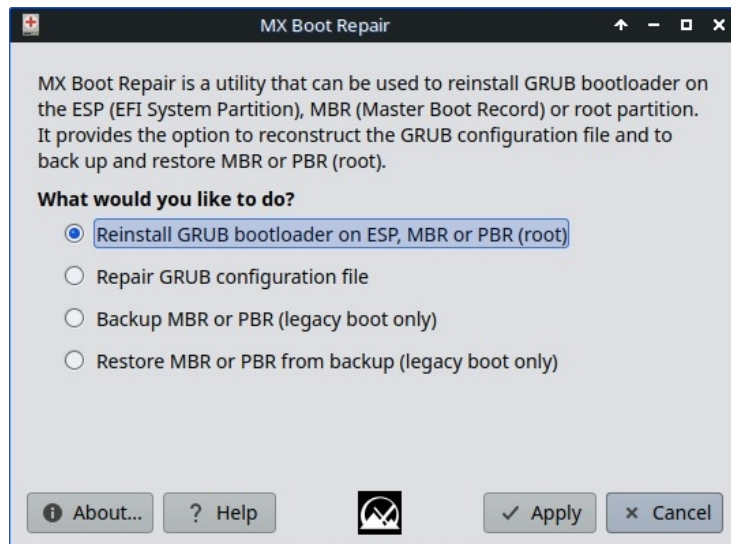 MX Boot Repair
MX Boot Repair is a utility that can be used to reinstall GRUB bootloader on
the ESP (EFI System Partition), MBR (Master Boot Record) or root partition.
It provides the option to reconstruct the GRUB configuration file and to
back up and restore MBR or PBR (root).
What would you like to do?
Reinstall GRUB bootloader on ESP, MBR or PBR (root)
Repair GRUB configuration file
Backup MBR or PBR (legacy boot only)
Restore MBR or PBR from backup (legacy boot only)
About... ? Help Apply Cancel